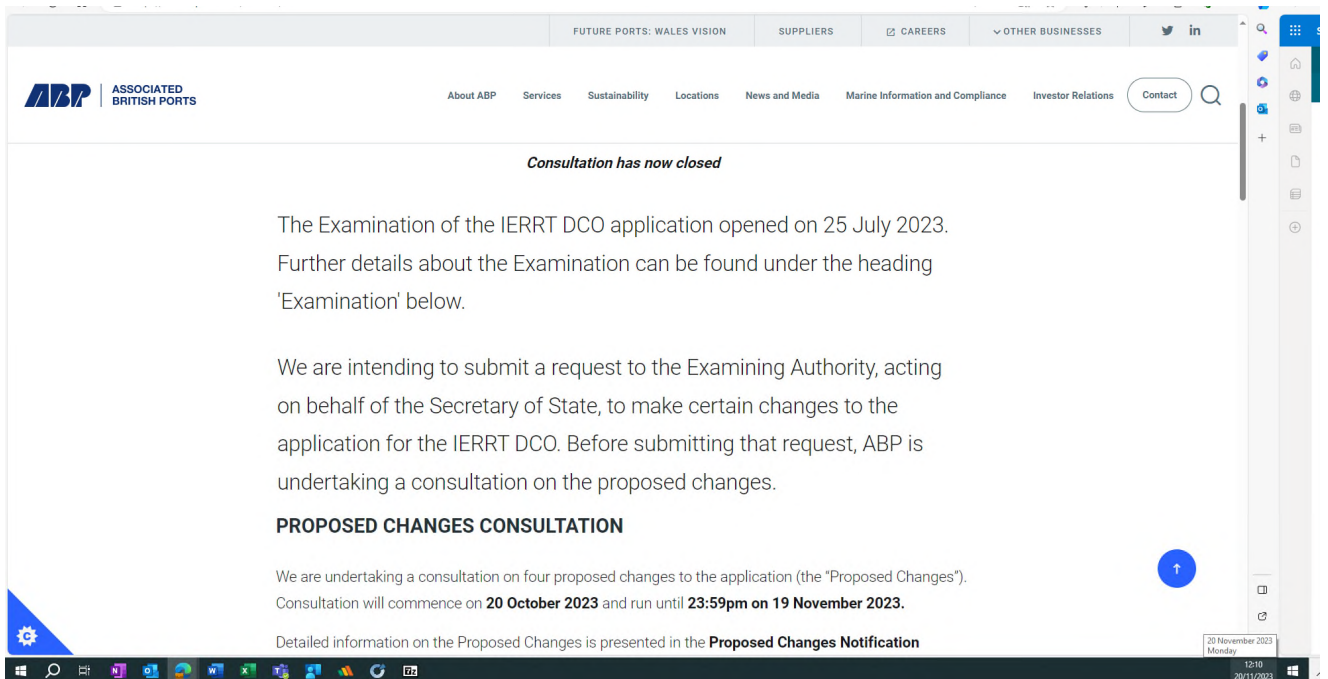 FUTURE PORTS: WALES VISION SUPPLIERS CAREERS OTHER BUSINESSES
ABP ASSOCIATED BRITISH PORTS
About ABP Services Sustainability Locations News and Media Marine Information and Compliance Investor Relations Contact
Consultation has now closed
The Examination of the IERRT DCO application opened on 25 July 2023.
Further details about the Examination can be found under the heading
'Examination' below.
We are intending to submit a request to the Examining Authority, acting
on behalf of the Secretary of State, to make certain changes to the
application for the IERRT DCO. Before submitting that request, ABP is
undertaking a consultation on the proposed changes.
PROPOSED CHANGES CONSULTATION
We are undertaking a consultation on four proposed changes to the application (the “Proposed Changes”).
Consultation will commence on 20 October 2023 and run until 23:59pm on 19 November 2023.
Detailed information on the Proposed Changes is presented in the Proposed Changes Notification
20 November 2023
Monday
12:10
20/11/2023